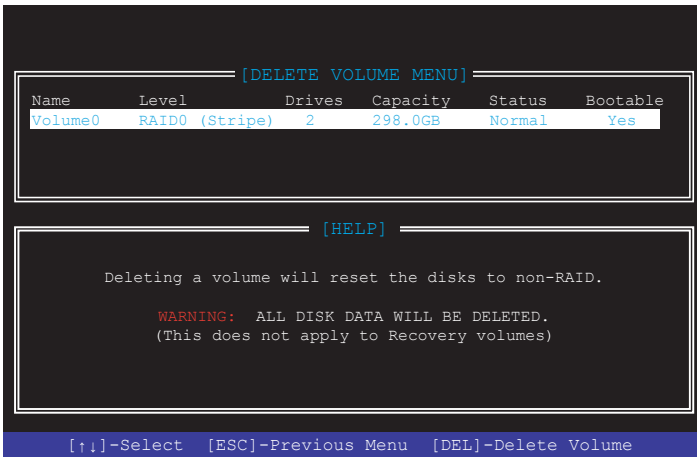 [DELETE VOLUME MENU]
Name Level Drives Capacity Status Bootable
Volume0 RAID0 (Stripe) 2 298.0GB Normal Yes
[HELP]
Deleting a volume will reset the disks to non-RAID.
WARNING: ALL DISK DATA WILL BE DELETED.
(This does not apply to Recovery volumes)
[↑↓]-Select [ESC]-Previous Menu [DEL]-Delete Volume